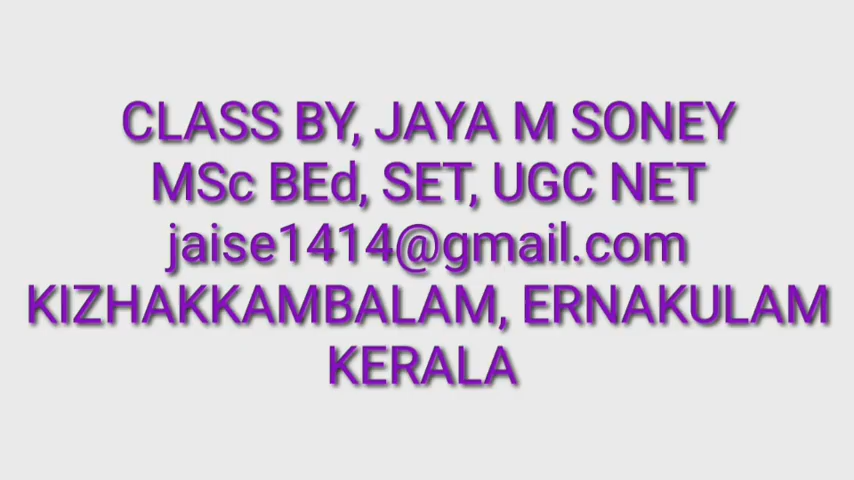 CLASS BY, JAYA M SONEY
MSc BEd, SET, UGC NET
jaise1414@gmail.com
KIZHAKKAMBALAM, ERNAKULAM
KERALA